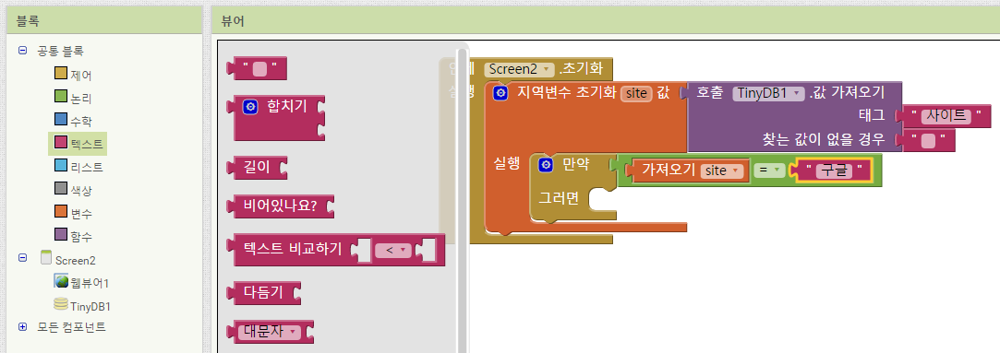 블록
공통 블록
제어
논리
수학
텍스트
리스트
색상
변수
함수
Screen2
웹뷰어1
TinyDB1
모든 컴포넌트
뷰어
" "
합치기
길이
비어있나요?
텍스트 비교하기 <
다듬기
대문자
Screen2 .초기화
실행 지역변수 초기화 site 값
호출 TinyDB1 .값 가져오기
태그 " 사이트 "
찾는 값이 없을 경우 " "
실행 만약 가져오기 site = " 구글 "
그러면